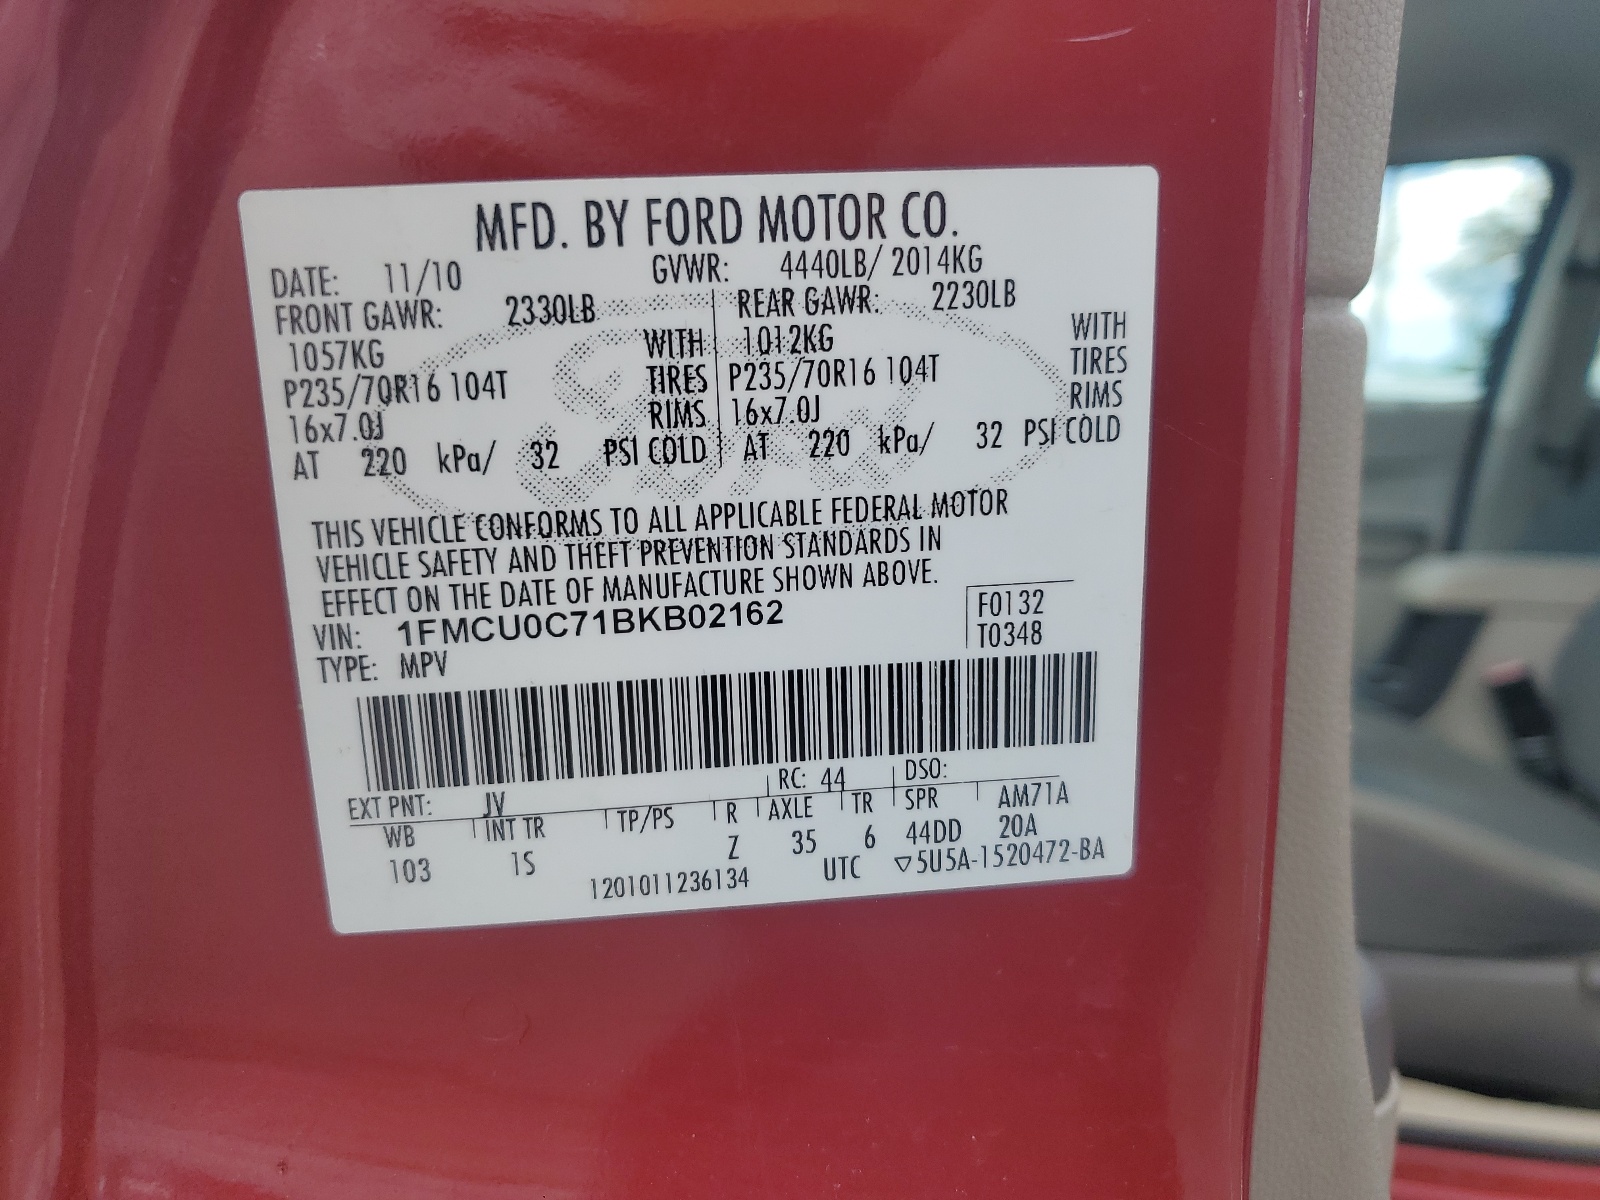 MFD. BY FORD MOTOR CO.
DATE: 11/10 GVWR: 4440LB/ 2014KG
FRONT GAWR: 2330LB REAR GAWR: 2230LB
1057KG WITH 1012KG WITH
P235/70R16 104T TIRES P235/70R16 104T TIRES
16x7.0J RIMS 16x7.0J RIMS
AT 220 kPa/ 32 PSI COLD AT 220 kPa/ 32 PSI COLD
THIS VEHICLE CONFORMS TO ALL APPLICABLE FEDERAL MOTOR
VEHICLE SAFETY AND THEFT PREVENTION STANDARDS IN
EFFECT ON THE DATE OF MANUFACTURE SHOWN ABOVE.
VIN: 1FMCU0C71BKB02162 F0132
TYPE: MPV T0348
EXT PNT: JV RC: 44 DSO:
WB INT TR TP/PS R AXLE TR SPR AM71A
103 1S Z 35 6 44DD 20A
1201011236134 UTC ▽5U5A-1520472-BA
Ford